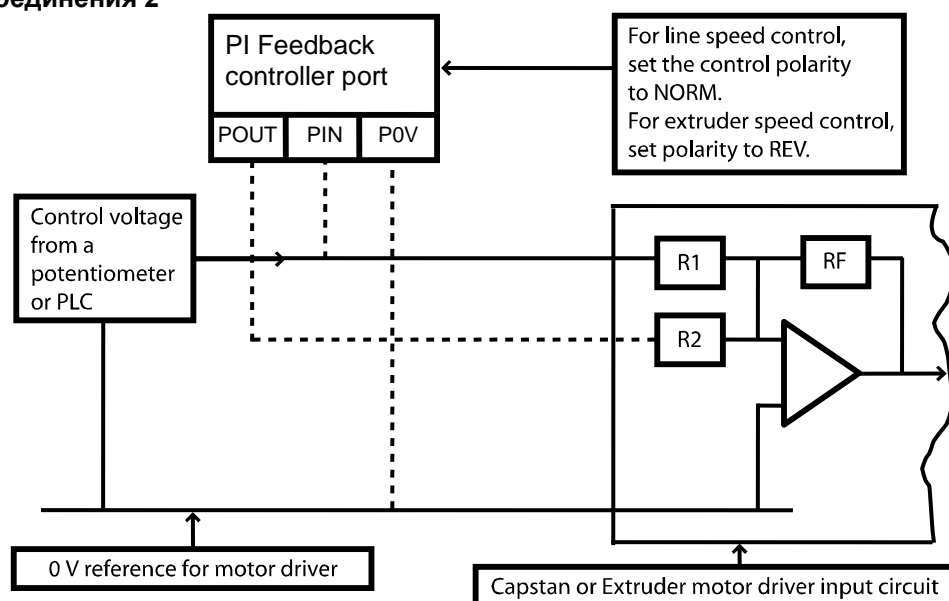 единения 2
PI Feedback
controller port
POUT PIN P0V
For line speed control,
set the control polarity
to NORM.
For extruder speed control,
set polarity to REV.
Control voltage
from a
potentiometer
or PLC
R1
RF
R2
0 V reference for motor driver
Capstan or Extruder motor driver input circuit